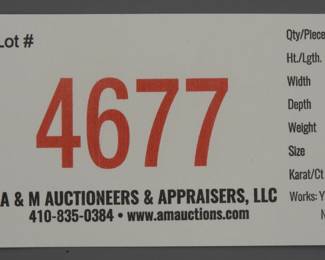 Lot #
4677
A & M AUCTIONEERS & APPRAISERS, LLC
410-835-0384 • www.amauctions.com
Qty/Piece
Ht./Lgth.
Width
Depth
Weight
Size
Karat/Ct
Works: Y
N